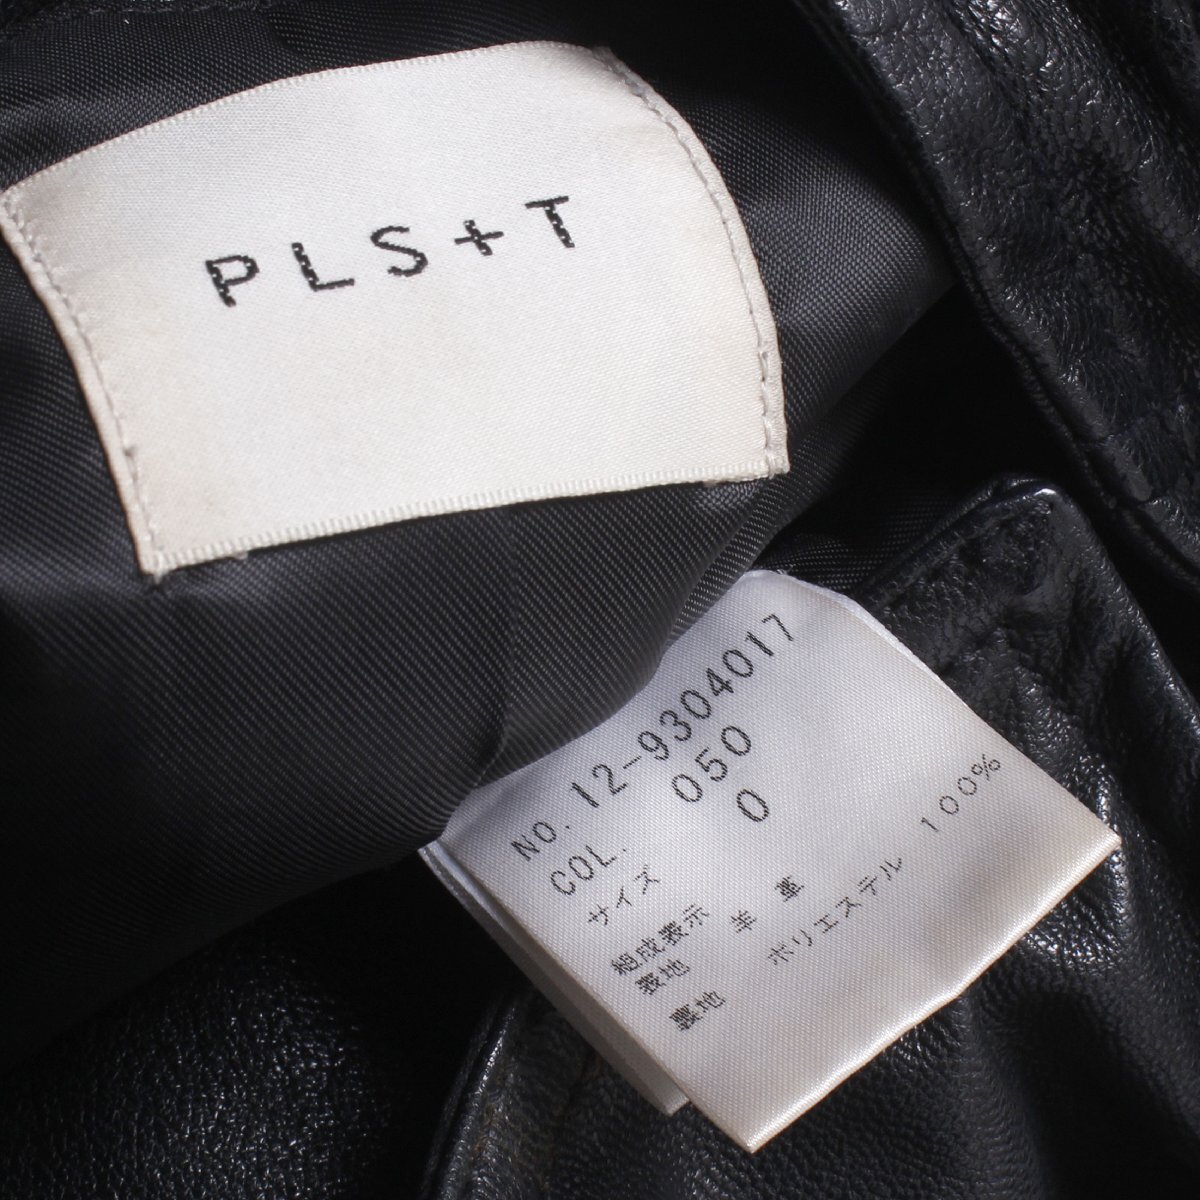 PLS+T
NO. 12-9304017
COL. 050
サイズ 0
組成表示
表地 羊革
裏地 ポリエステル 100%